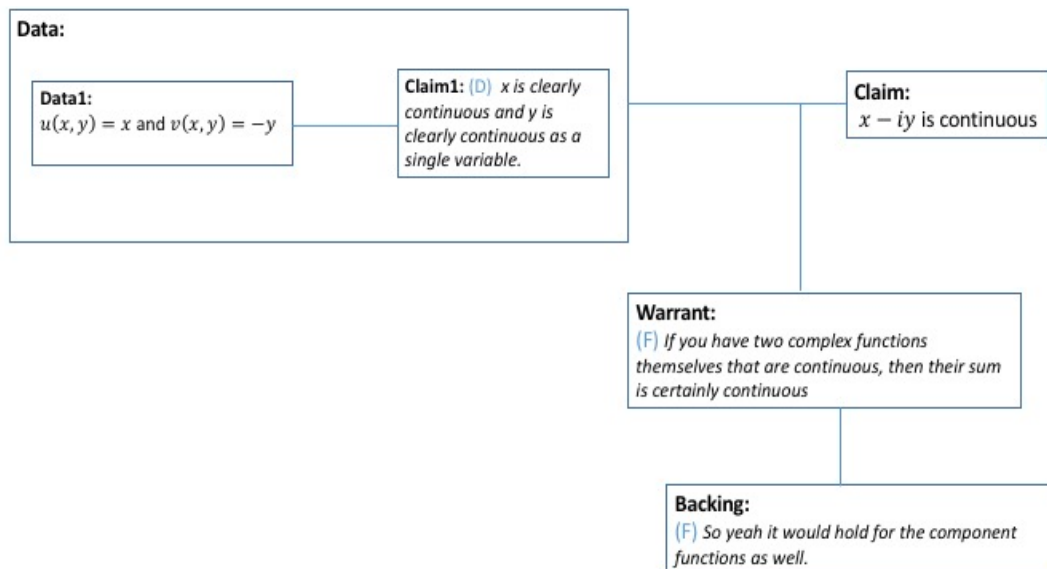 Data:
Data1:
u(x, y) = x and v(x, y) = −y
Claim1: (D) x is clearly
continuous and y is
clearly continuous as a
single variable.
Claim:
x − iy is continuous
Warrant:
(F) If you have two complex functions
themselves that are continuous, then their sum
is certainly continuous
Backing:
(F) So yeah it would hold for the component
functions as well.